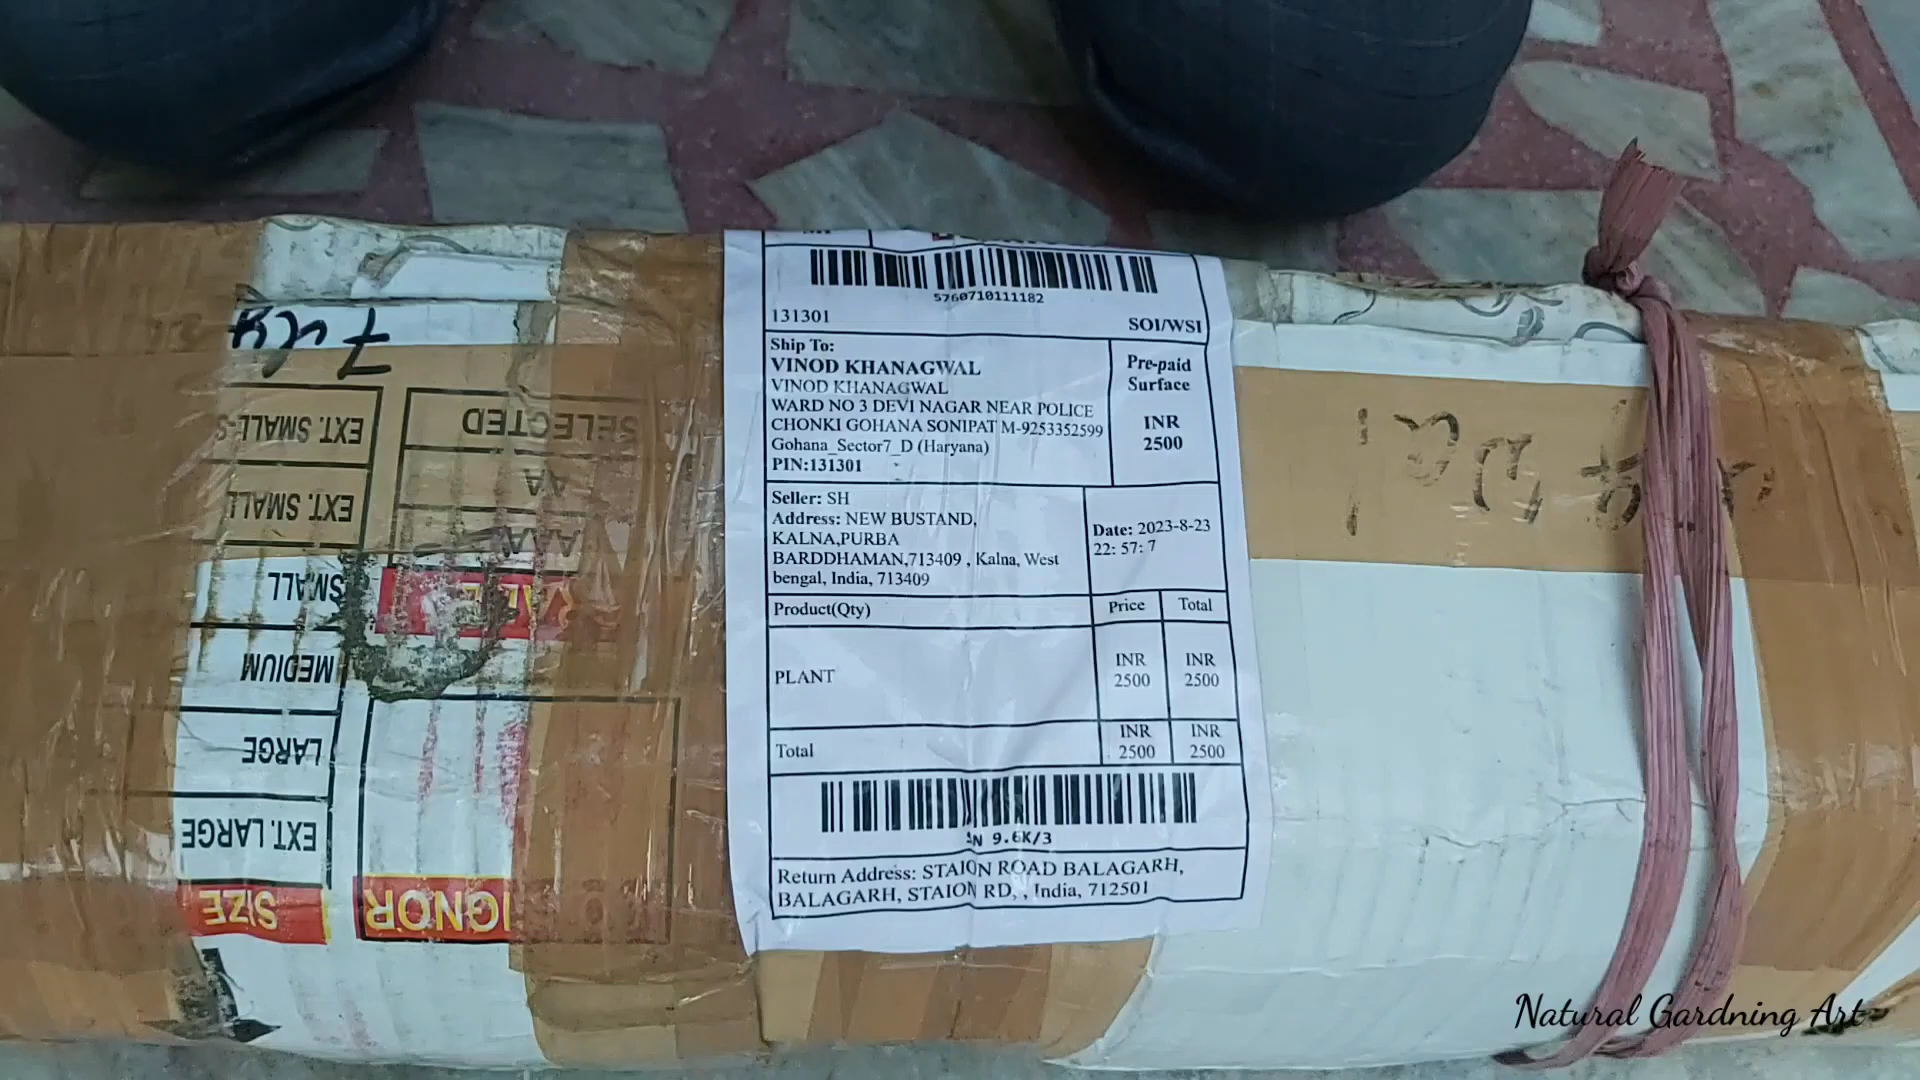 5760710111182
131301
SOI/WSI
Ship To:
VINOD KHANAGWAL
VINOD KHANAGWAL
WARD NO 3 DEVI NAGAR NEAR POLICE
CHONKI GOHANA SONIPAT M-9253352599
Gohana_Sector7_D (Haryana)
PIN:131301
Pre-paid
Surface
INR
2500
Seller: SH
Address: NEW BUSTAND,
KALNA,PURBA
BARDDHAMAN,713409 , Kalna, West
bengal, India, 713409
Date: 2023-8-23
22: 57: 7
Product(Qty) Price Total
PLANT INR 2500 INR 2500
Total INR 2500 INR 2500
9.6K/3
Return Address: STAION ROAD BALAGARH,
BALAGARH, STAION RD, , India, 712501
SIZE
EXT. LARGE
LARGE
MEDIUM
SMALL
EXT. SMALL
EXT. SMALL-S
SELECTED
AA
AAA
Natural Gardning Art